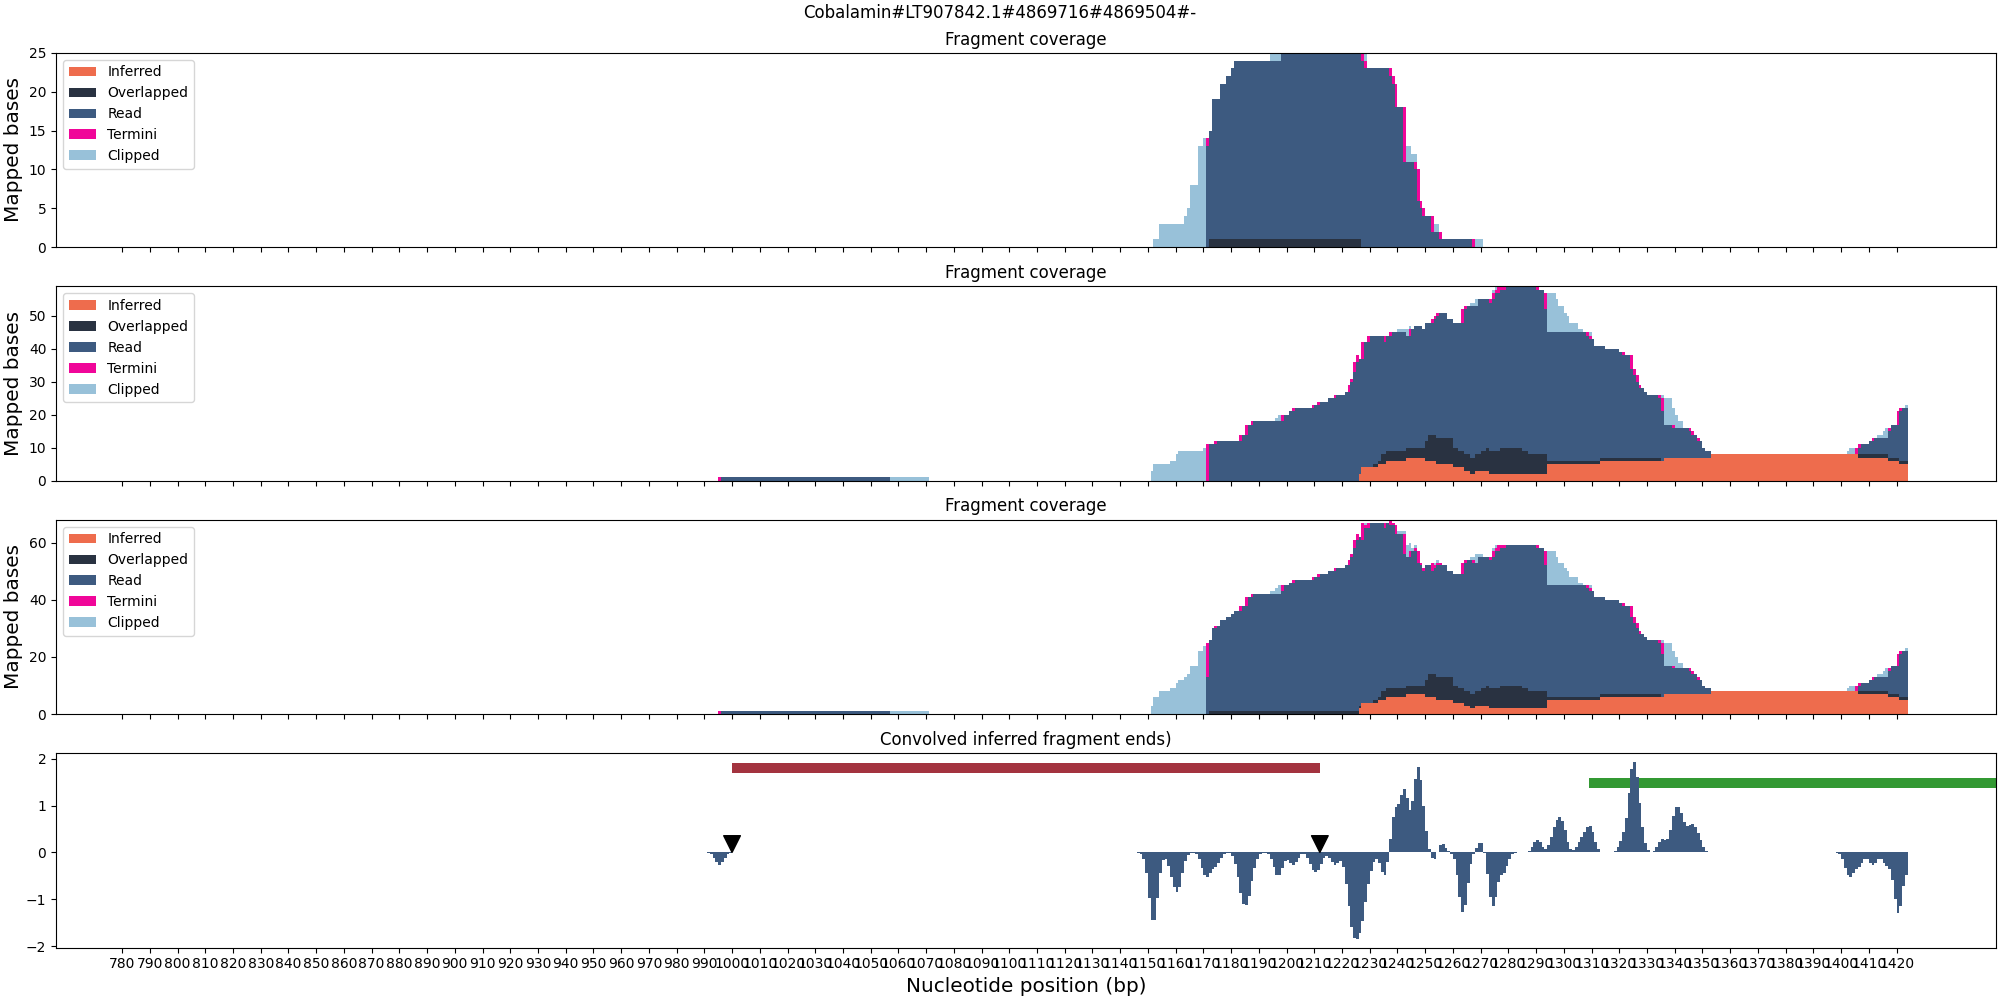 Cobalamin#LT907842.1#4869716#4869504#-
Fragment coverage
Mapped bases
25
20
15
10
5
0
Inferred
Overlapped
Read
Termini
Clipped
Fragment coverage
Mapped bases
50
40
30
20
10
0
Inferred
Overlapped
Read
Termini
Clipped
Fragment coverage
Mapped bases
60
40
20
0
Inferred
Overlapped
Read
Termini
Clipped
Convolved inferred fragment ends)
2
1
0
−1
−2
780 790 800 810 820 830 840 850 860 870 880 890 900 910 920 930 940 950 960 970 980 990 1000 1010 1020 1030 1040 1050 1060 1070 1080 1090 1100 1110 1120 1130 1140 1150 1160 1170 1180 1190 1200 1210 1220 1230 1240 1250 1260 1270 1280 1290 1300 1310 1320 1330 1340 1350 1360 1370 1380 1390 1400 1410 1420
Nucleotide position (bp)